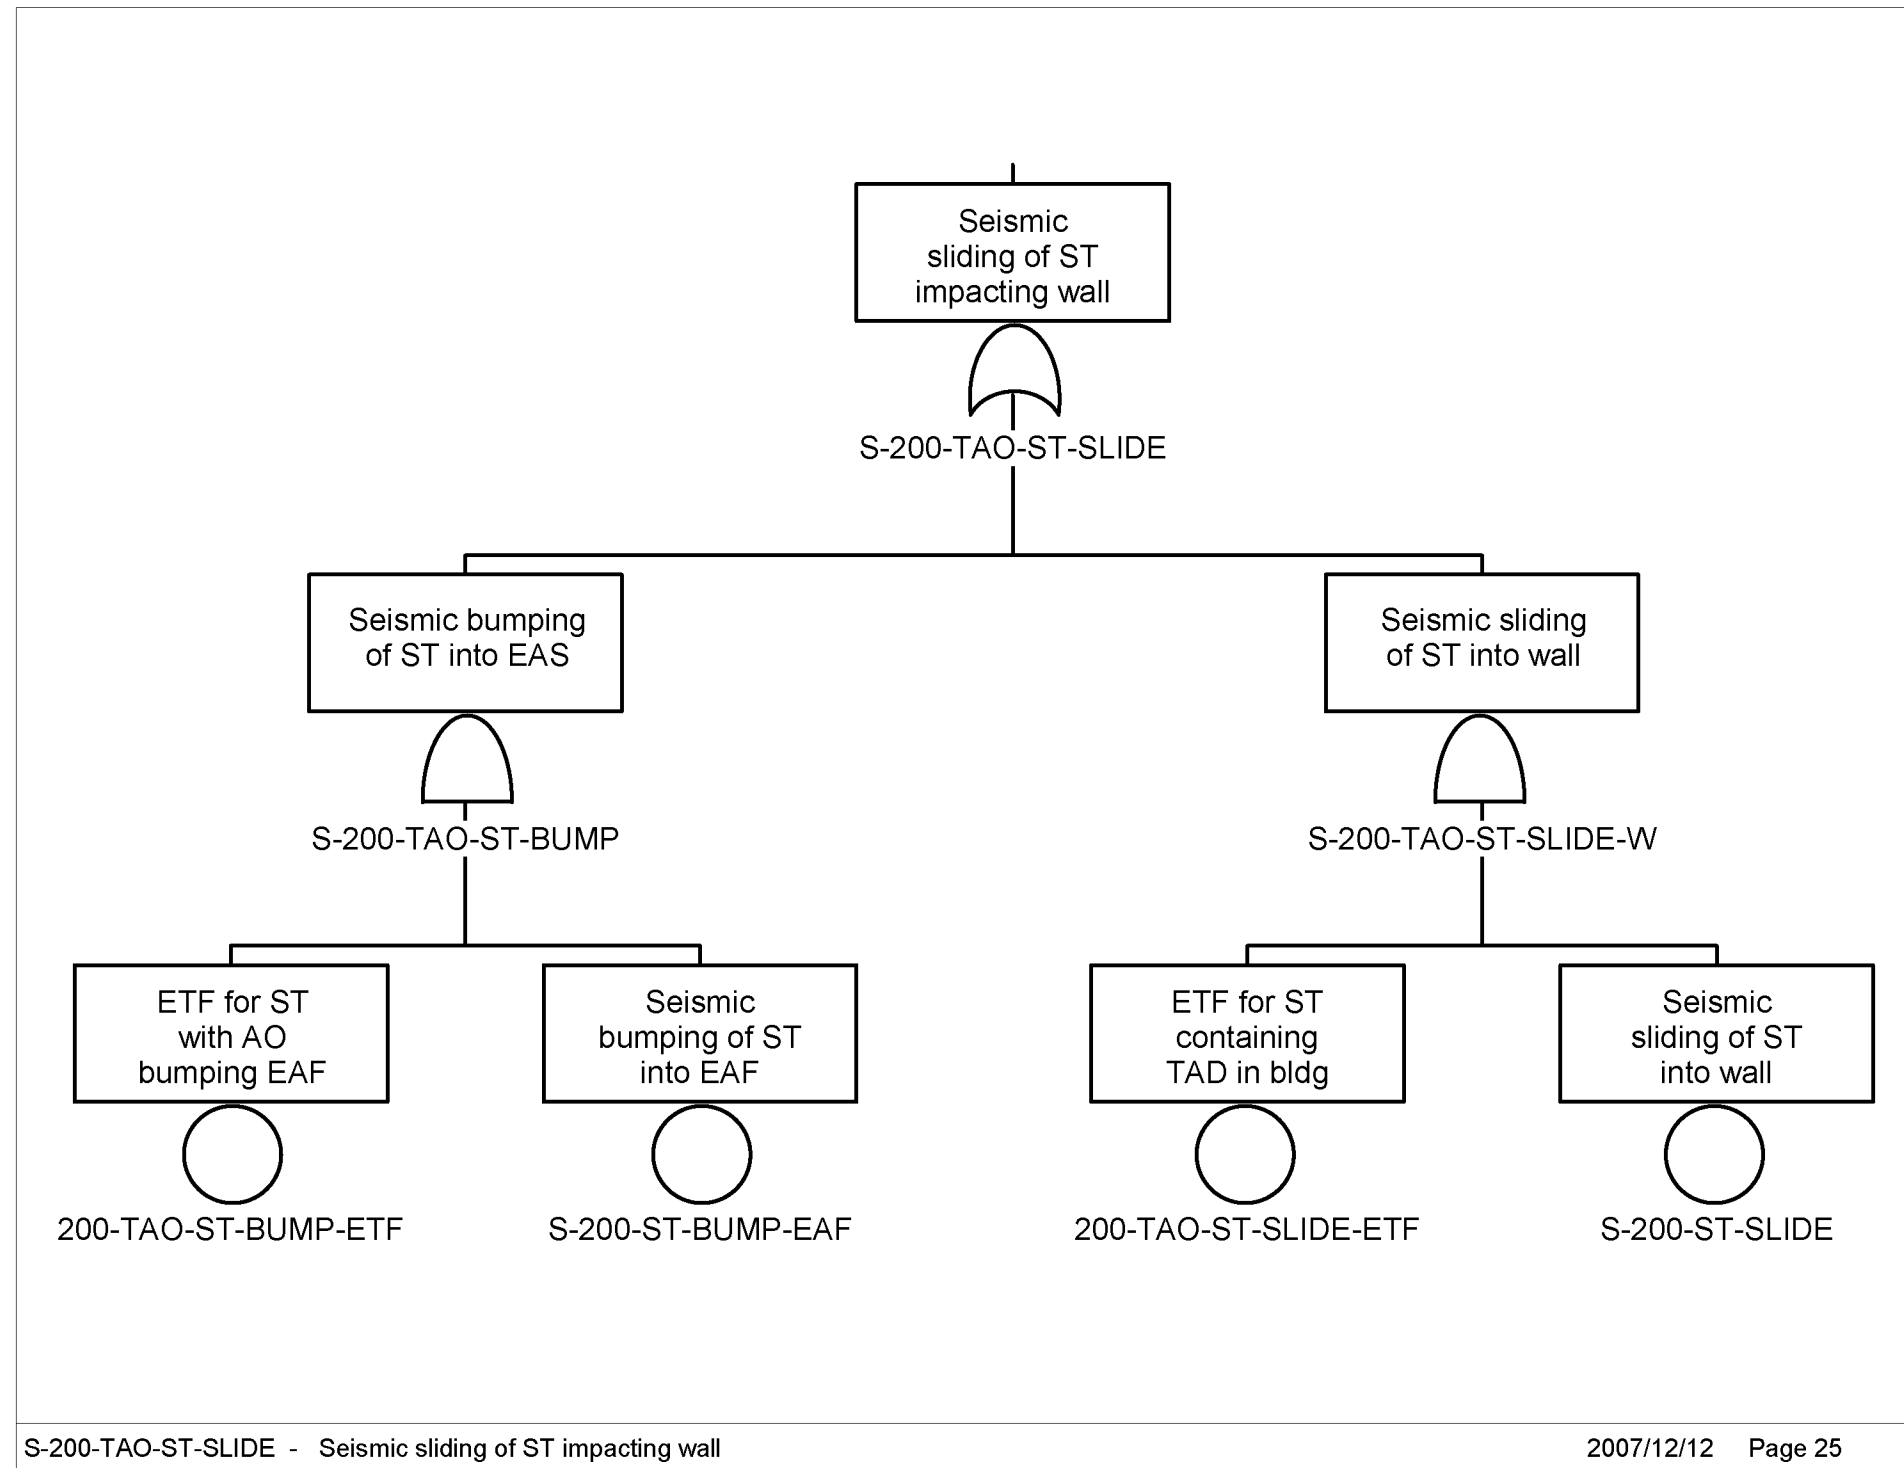 Seismic
sliding of ST
impacting wall
S-200-TAO-ST-SLIDE
Seismic bumping
of ST into EAS
S-200-TAO-ST-BUMP
Seismic sliding
of ST into wall
S-200-TAO-ST-SLIDE-W
ETF for ST
with AO
bumping EAF
200-TAO-ST-BUMP-ETF
Seismic
bumping of ST
into EAF
S-200-ST-BUMP-EAF
ETF for ST
containing
TAD in bldg
200-TAO-ST-SLIDE-ETF
Seismic
sliding of ST
into wall
S-200-ST-SLIDE
S-200-TAO-ST-SLIDE - Seismic sliding of ST impacting wall
2007/12/12 Page 25